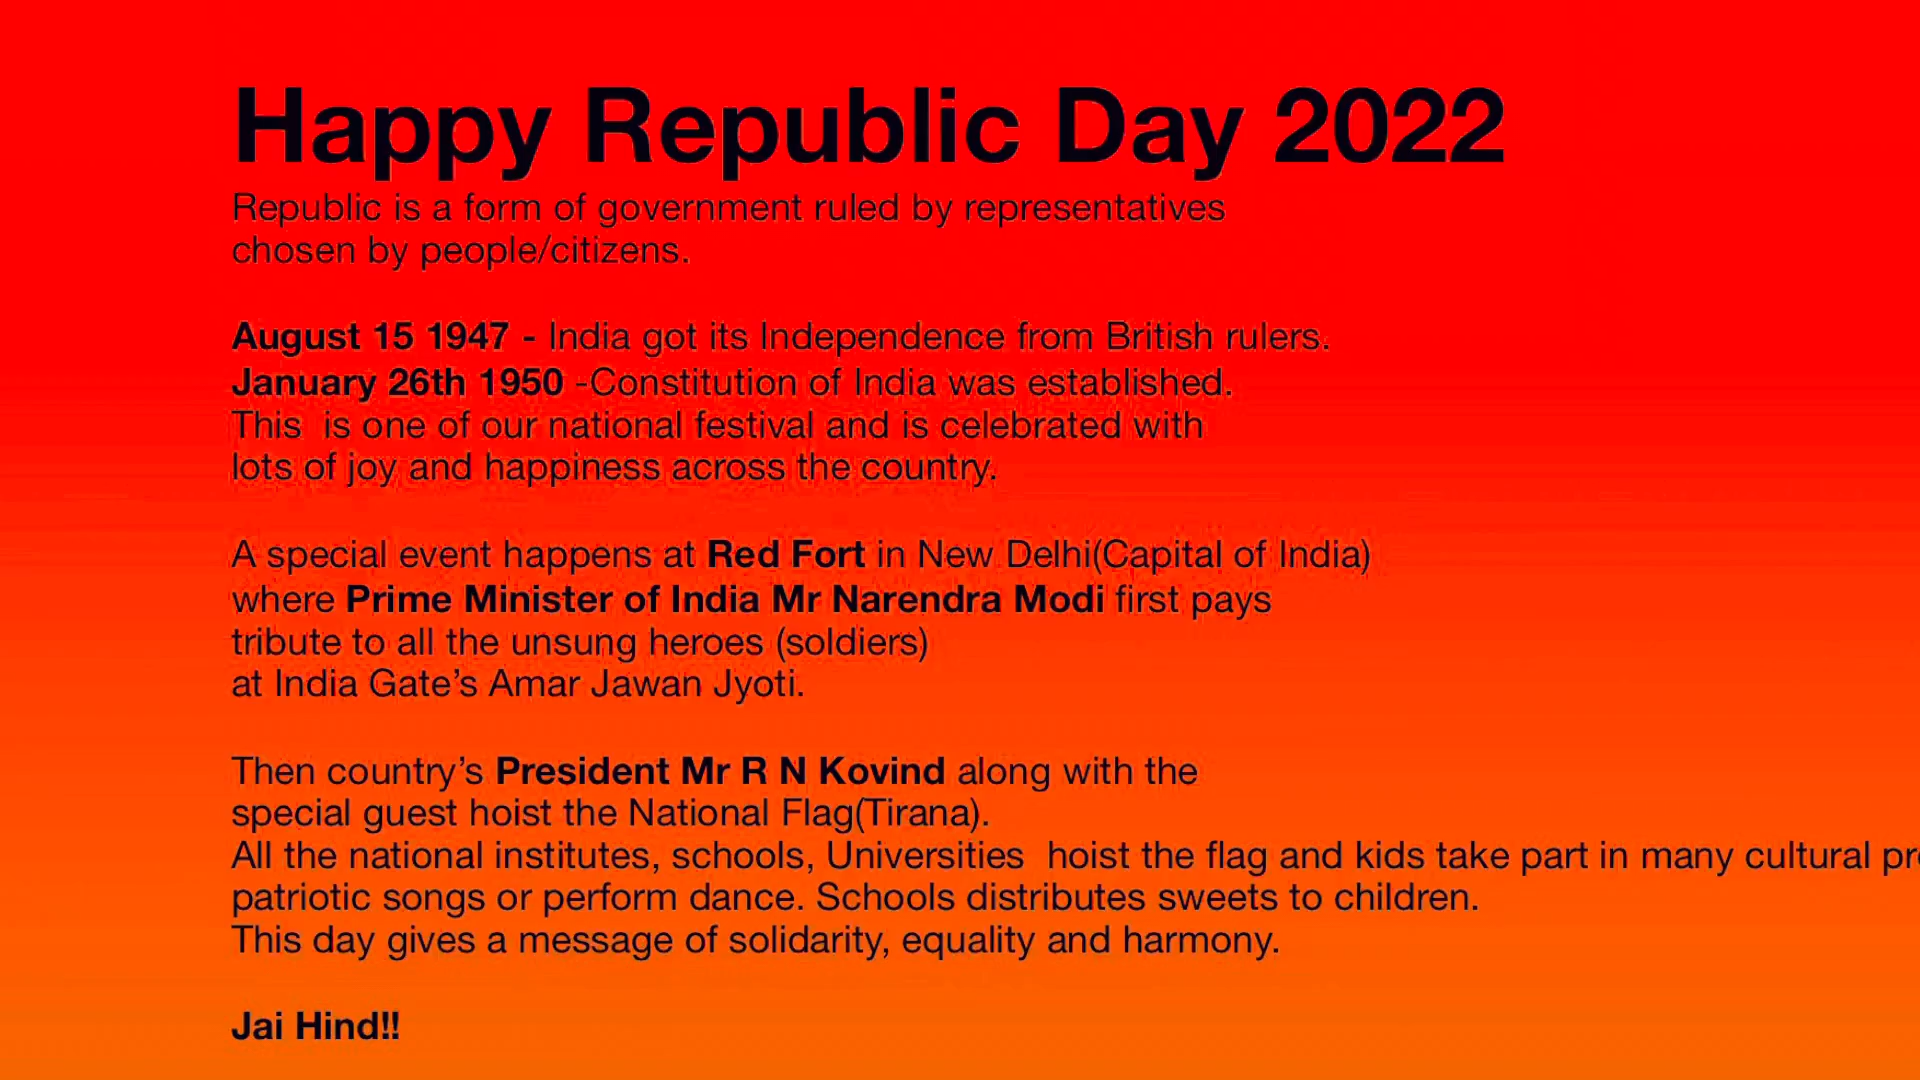 Happy Republic Day 2022
Republic is a form of government ruled by representatives
chosen by people/citizens.
August 15 1947 - India got its Independence from British rulers.
January 26th 1950 -Constitution of India was established.
This  is one of our national festival and is celebrated with
lots of joy and happiness across the country.
A special event happens at Red Fort in New Delhi(Capital of India)
where Prime Minister of India Mr Narendra Modi first pays
tribute to all the unsung heroes (soldiers)
at India Gate’s Amar Jawan Jyoti.
Then country’s President Mr R N Kovind along with the
special guest hoist the National Flag(Tirana).
All the national institutes, schools, Universities  hoist the flag and kids take part in many cultural
patriotic songs or perform dance. Schools distributes sweets to children.
This day gives a message of solidarity, equality and harmony.
Jai Hind!!